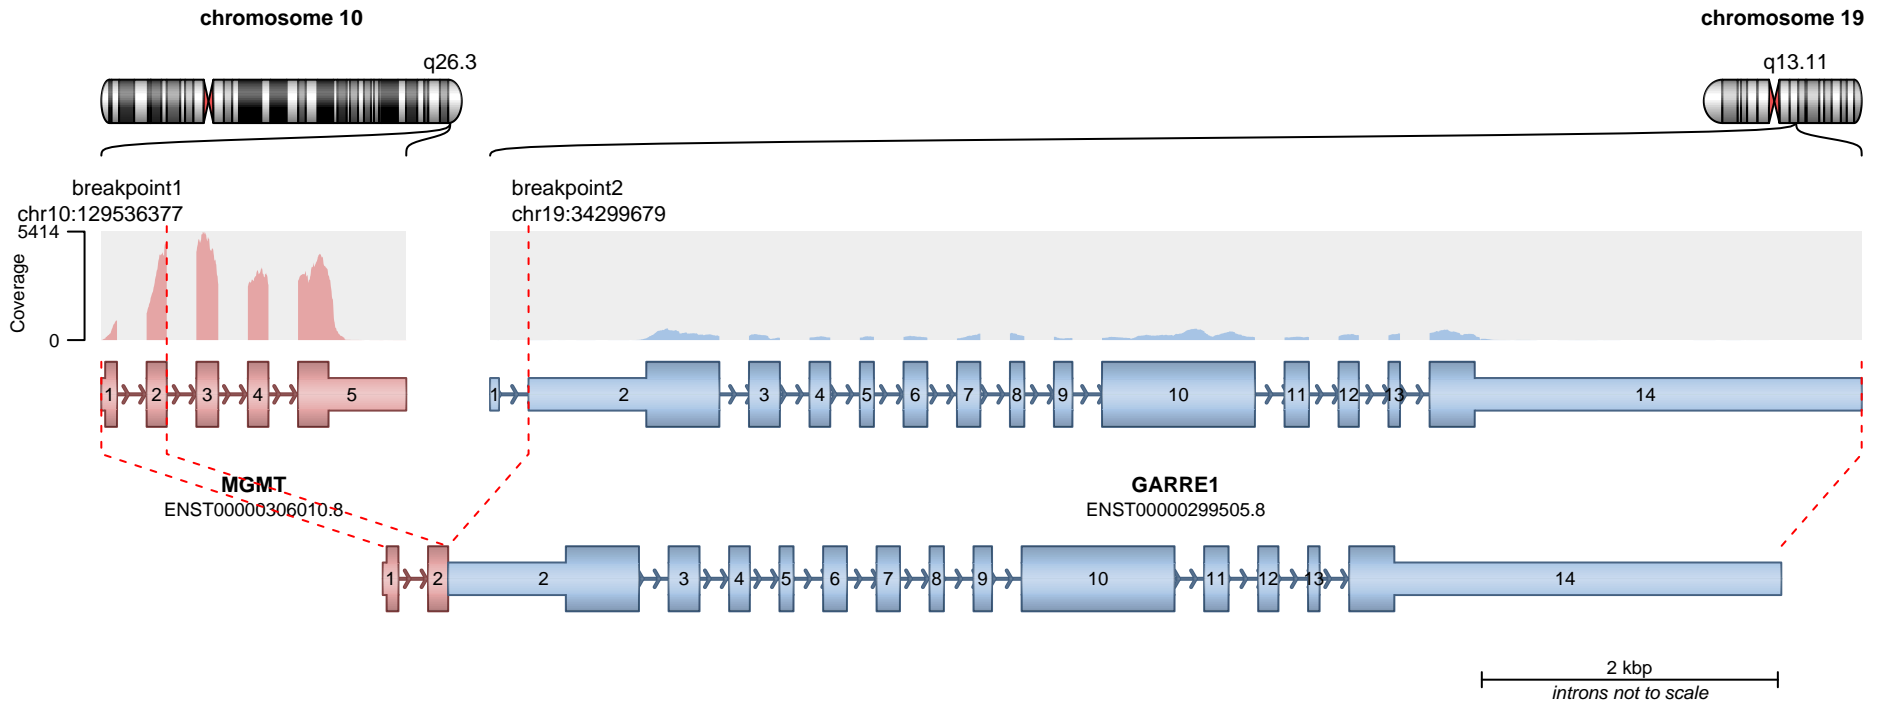 chromosome 10
chromosome 19
q26.3
q13.11
breakpoint1
chr10:129536377
breakpoint2
chr19:34299679
5414
Coverage
0
1 2 3 4 5
1 2 3 4 5 6 7 8 9 10 11 12 13 14
MGMT
ENST00000306010.8
GARRE1
ENST00000299505.8
1 2 2 3 4 5 6 7 8 9 10 11 12 13 14
2 kbp
introns not to scale